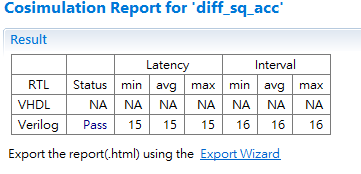 Cosimulation Report for 'diff_sq_acc'
Result
Latency Interval
RTL Status min avg max min avg max
VHDL NA NA NA NA NA NA NA
Verilog Pass 15 15 15 16 16 16
Export the report(.html) using the Export Wizard